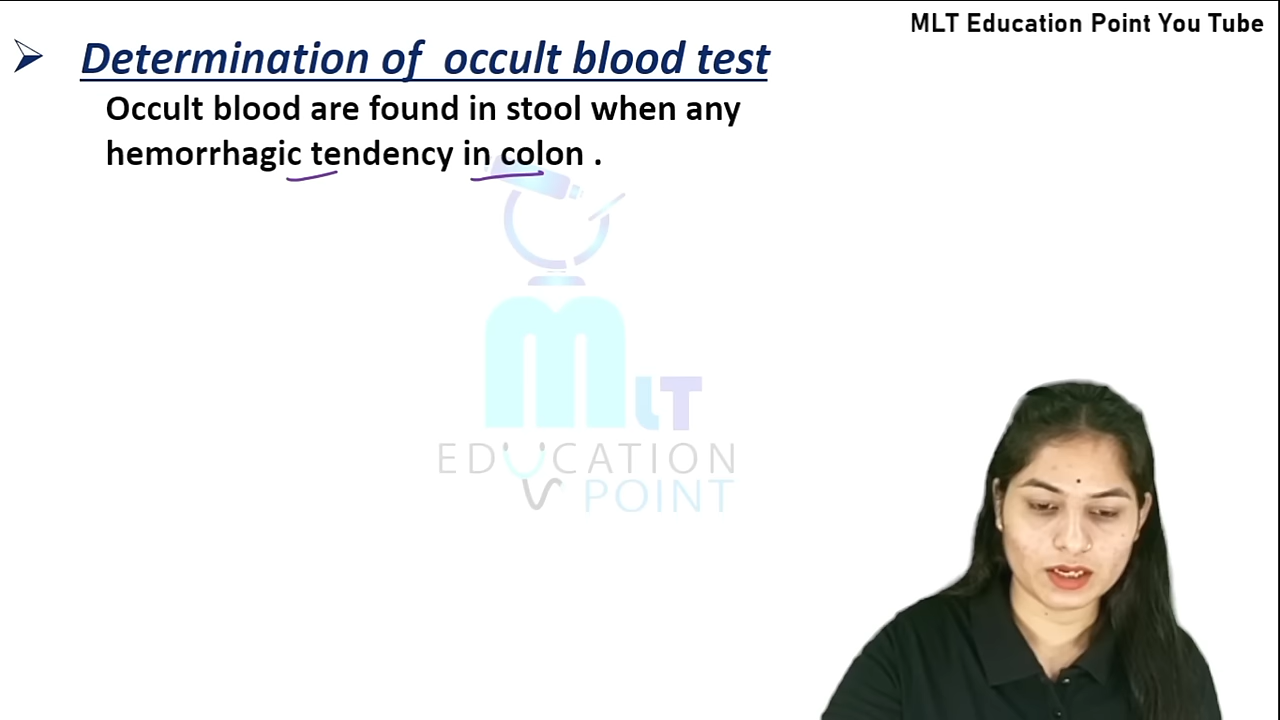 MLT Education Point You Tube
Determination of occult blood test
Occult blood are found in stool when any
hemorrhagic tendency in colon .
MLT
EDUCATION
POINT